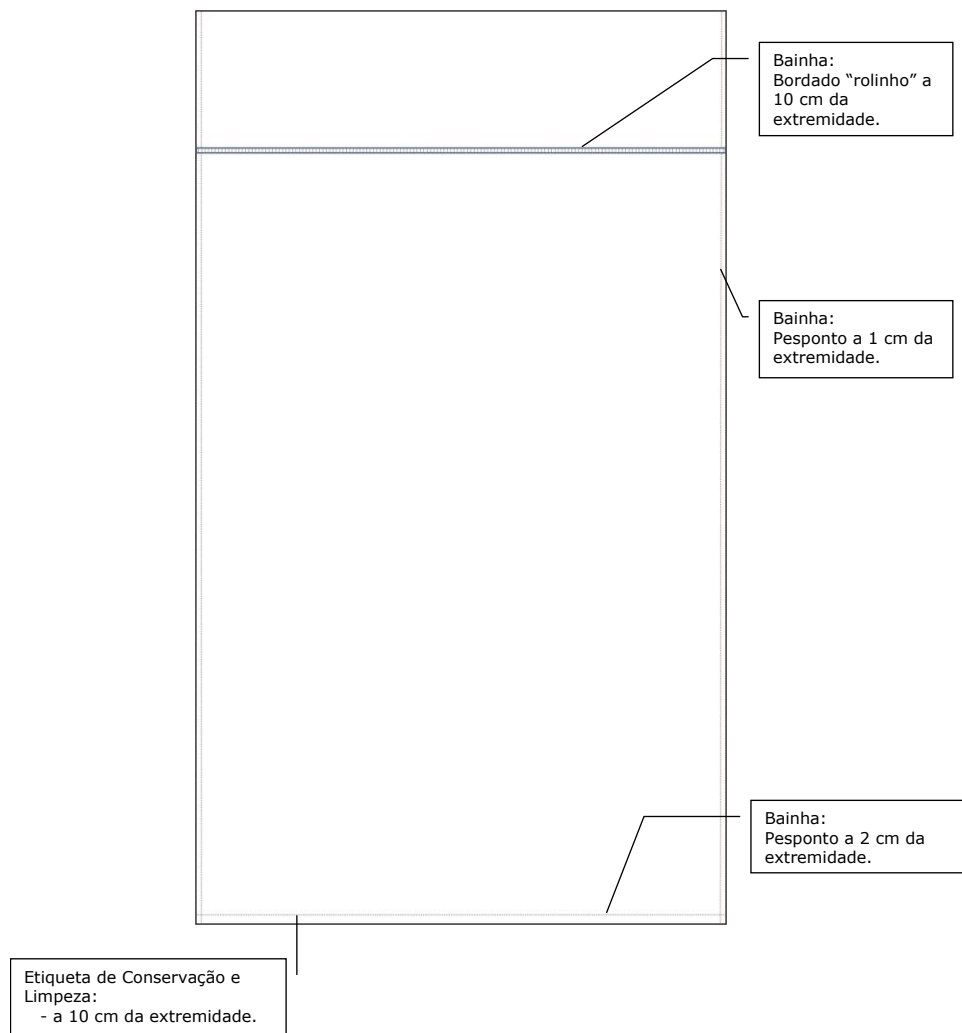 Bainha:
Bordado “rolinho” a
10 cm da
extremidade.
Bainha:
Pesponto a 1 cm da
extremidade.
Bainha:
Pesponto a 2 cm da
extremidade.
Etiqueta de Conservação e
Limpeza:
- a 10 cm da extremidade.